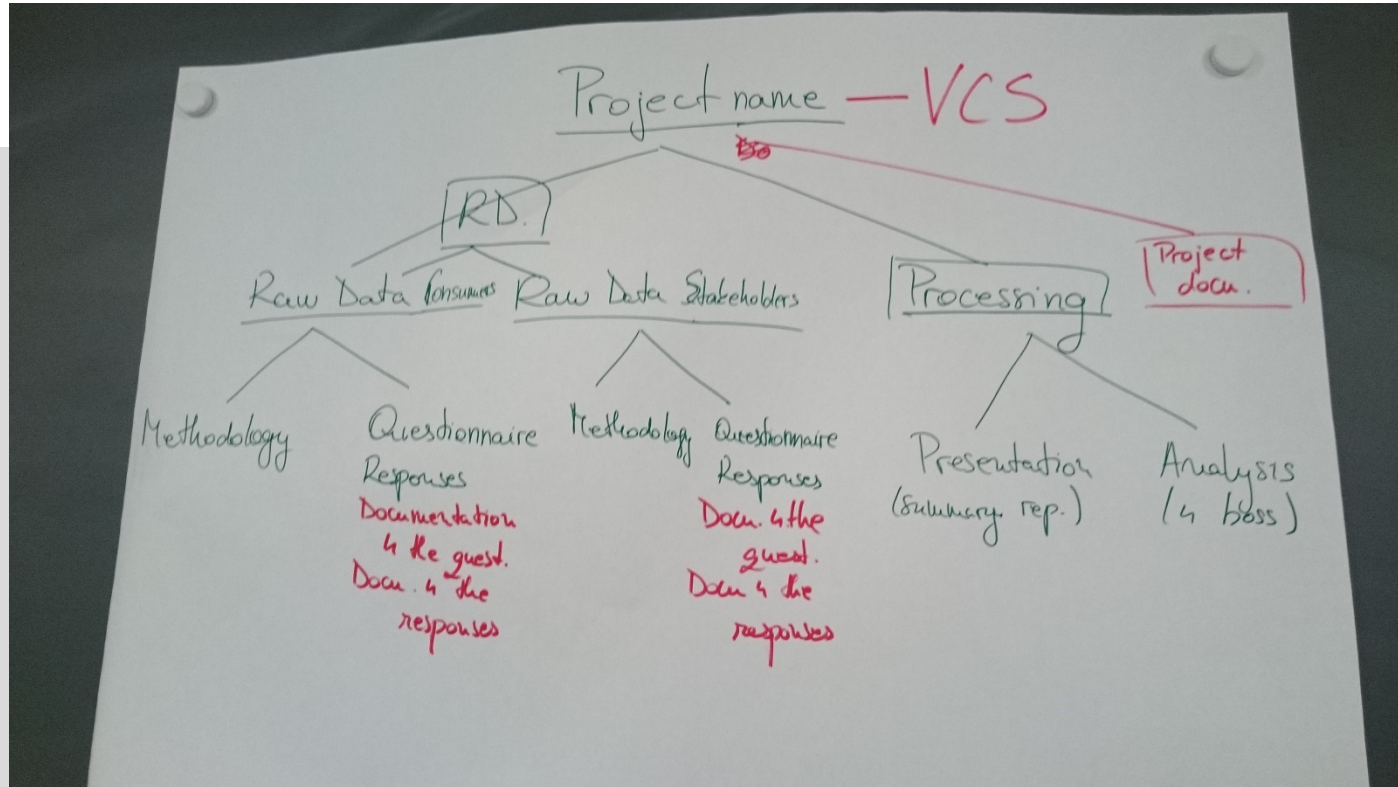 Project name — VCS
RD.
Raw Data Consumers
Raw Data Stakeholders
Processing
Project
docu.
Methodology
Questionnaire
Responses
Documentation
4 the quest.
Docu. 4 the
responses
Methodology
Questionnaire
Responses
Docu. 4 the
quest.
Docu 4 the
responses
Presentation
(summary rep.)
Analysis
(4 boss)